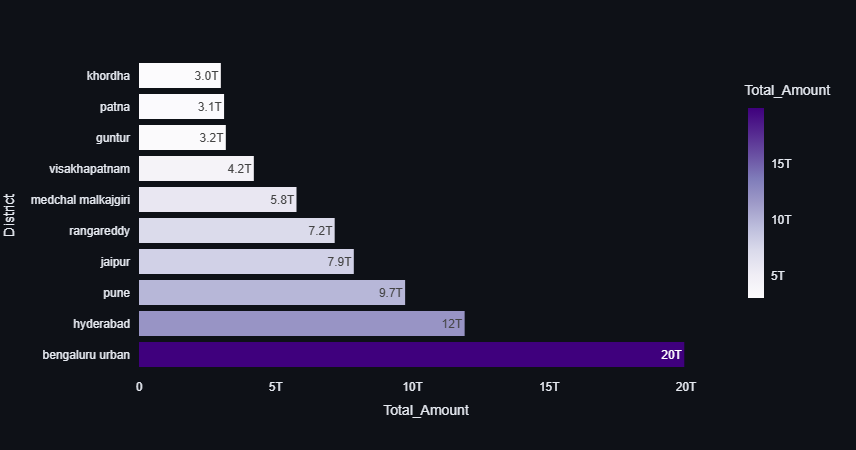 Total_Amount
khordha 3.0T
patna 3.1T
guntur 3.2T
visakhapatnam 4.2T
medchal malkajgiri 5.8T
rangareddy 7.2T
jaipur 7.9T
pune 9.7T
hyderabad 12T
bengaluru urban 20T
District
0 5T 10T 15T 20T
Total_Amount
15T
10T
5T